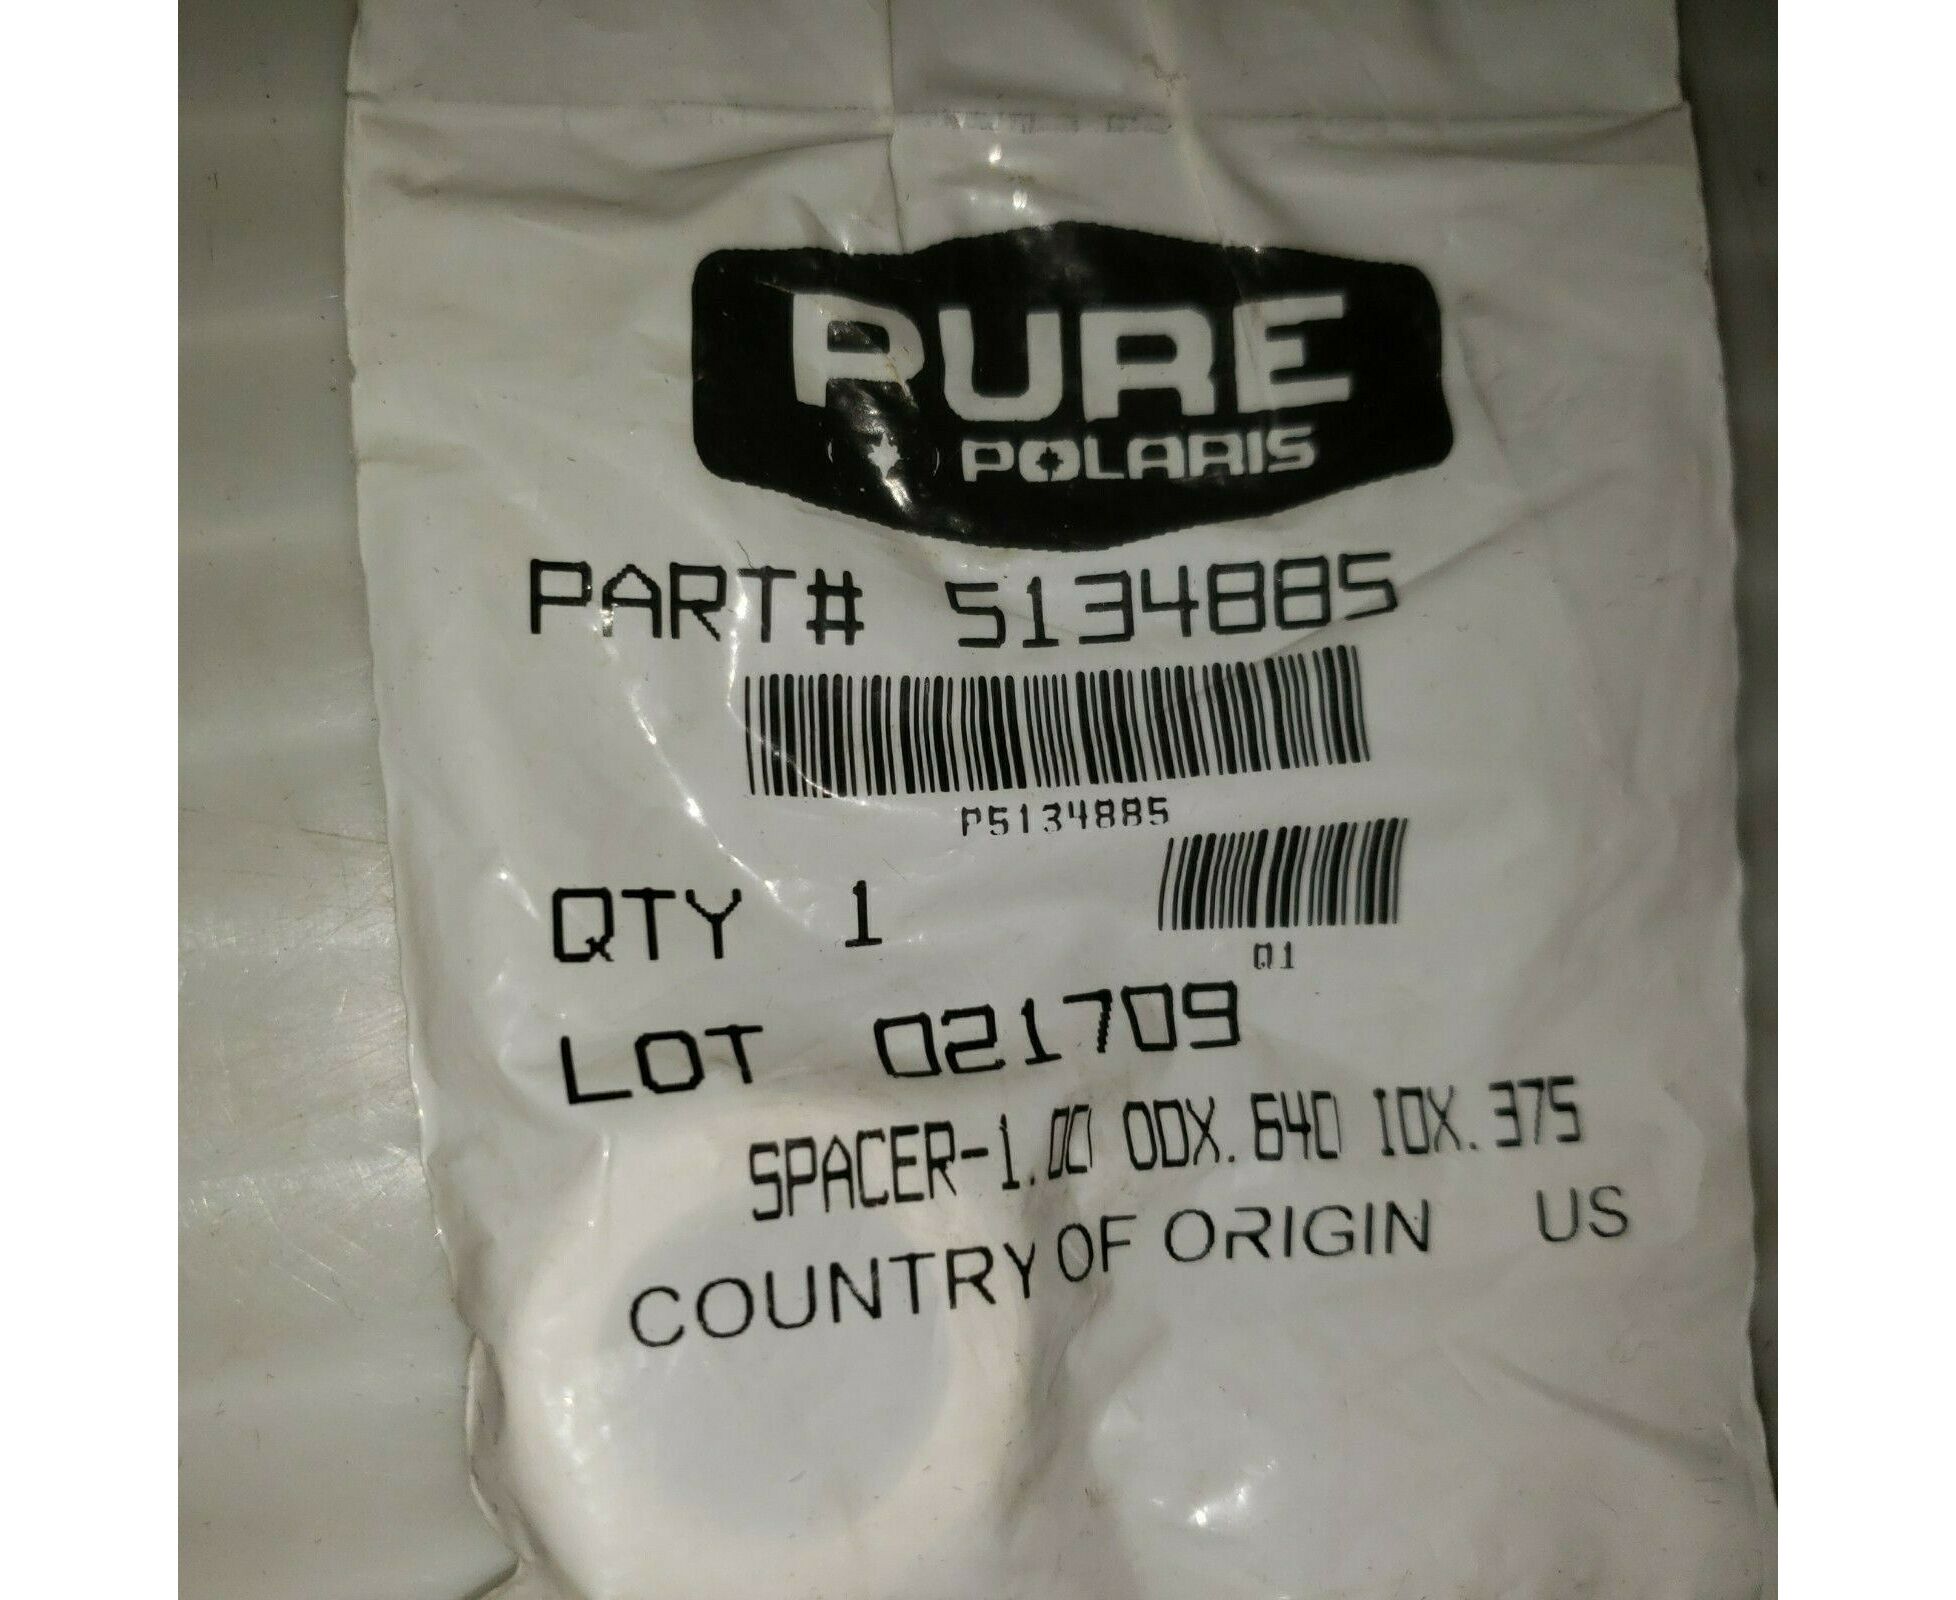 PURE
POLARIS
PART# 5134885
P5134885
QTY 1
Q1
LOT 021709
SPACER-1.00 ODX.640 IDX.375
COUNTRY OF ORIGIN US